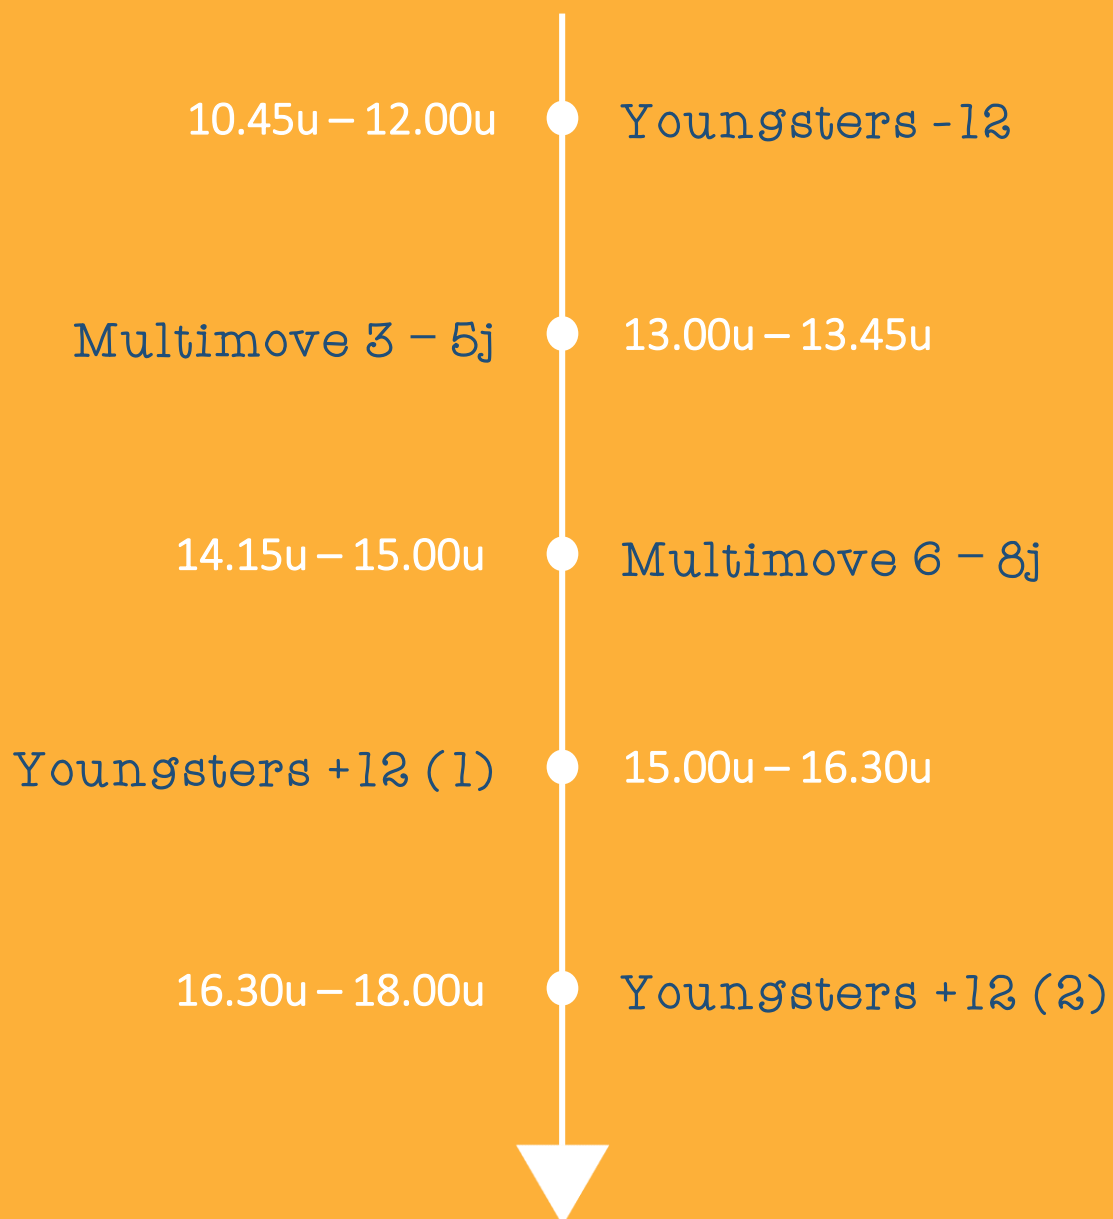 10.45u – 12.00u Youngsters -12
Multimove 3 – 5j 13.00u – 13.45u
14.15u – 15.00u Multimove 6 – 8j
Youngsters +12 (1) 15.00u – 16.30u
16.30u – 18.00u Youngsters +12 (2)